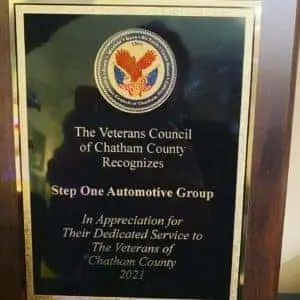 The Veterans Council
of Chatham County
Recognizes
Step One Automotive Group
In Appreciation for
Their Dedicated Service to
The Veterans of
Chatham County
2021